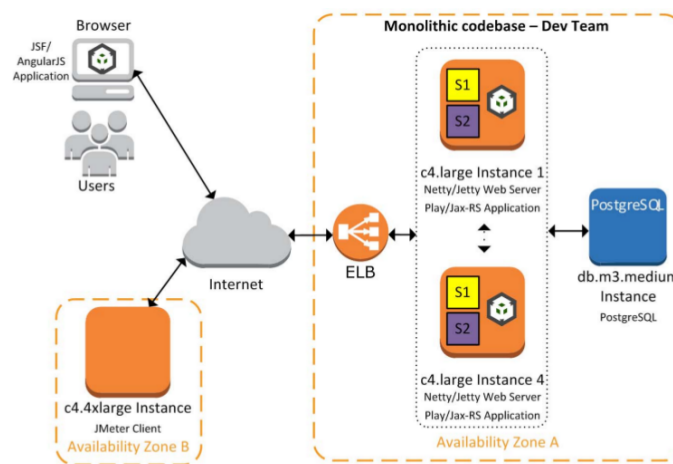 Browser
JSF/
AngularJS
Application
Users
Internet
c4.4xlarge Instance
JMeter Client
Availability Zone B
Monolithic codebase – Dev Team
ELB
S1
S2
c4.large Instance 1
Netty/Jetty Web Server
Play/Jax-RS Application
S1
S2
c4.large Instance 4
Netty/Jetty Web Server
Play/Jax-RS Application
PostgreSQL
db.m3.medium
Instance
PostgreSQL
Availability Zone A